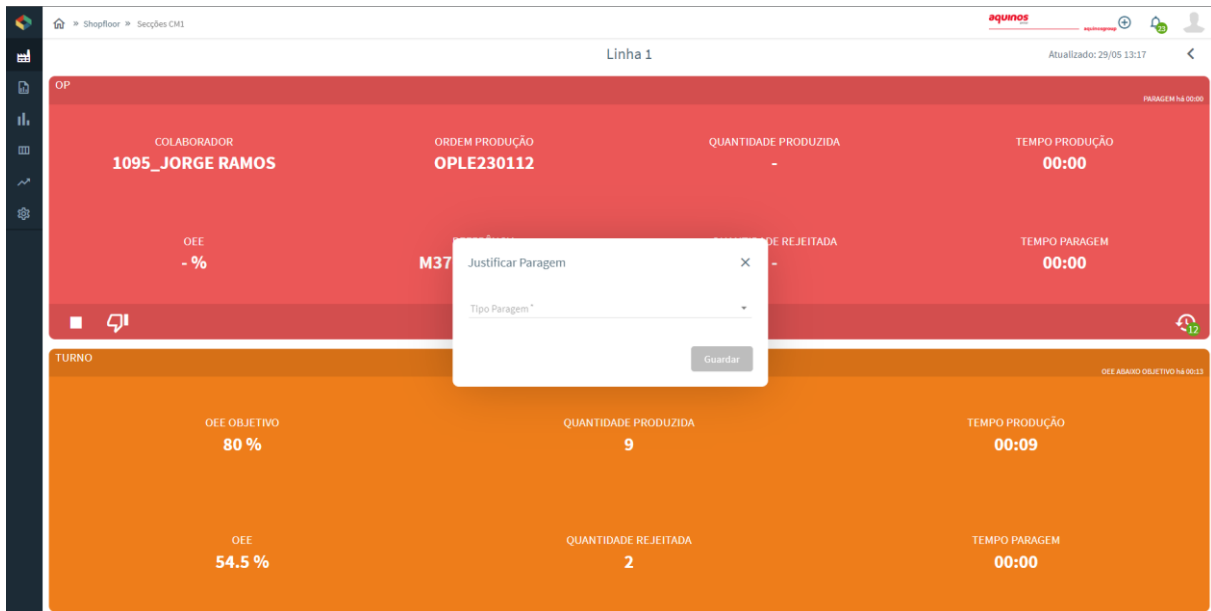 » Shopfloor » Secções CM1
aquinos
aquinosgroup
23
Linha 1
Atualizado: 29/05 13:17
OP
PARAGEM há 00:00
COLABORADOR
1095_JORGE RAMOS
ORDEM PRODUÇÃO
OPLE230112
QUANTIDADE PRODUZIDA
-
TEMPO PRODUÇÃO
00:00
OEE
- %
M37
QUANTIDADE REJEITADA
-
TEMPO PARAGEM
00:00
Justificar Paragem
Tipo Paragem *
Guardar
12
TURNO
OEE ABAIXO OBJETIVO há 00:13
OEE OBJETIVO
80 %
QUANTIDADE PRODUZIDA
9
TEMPO PRODUÇÃO
00:09
OEE
54.5 %
QUANTIDADE REJEITADA
2
TEMPO PARAGEM
00:00